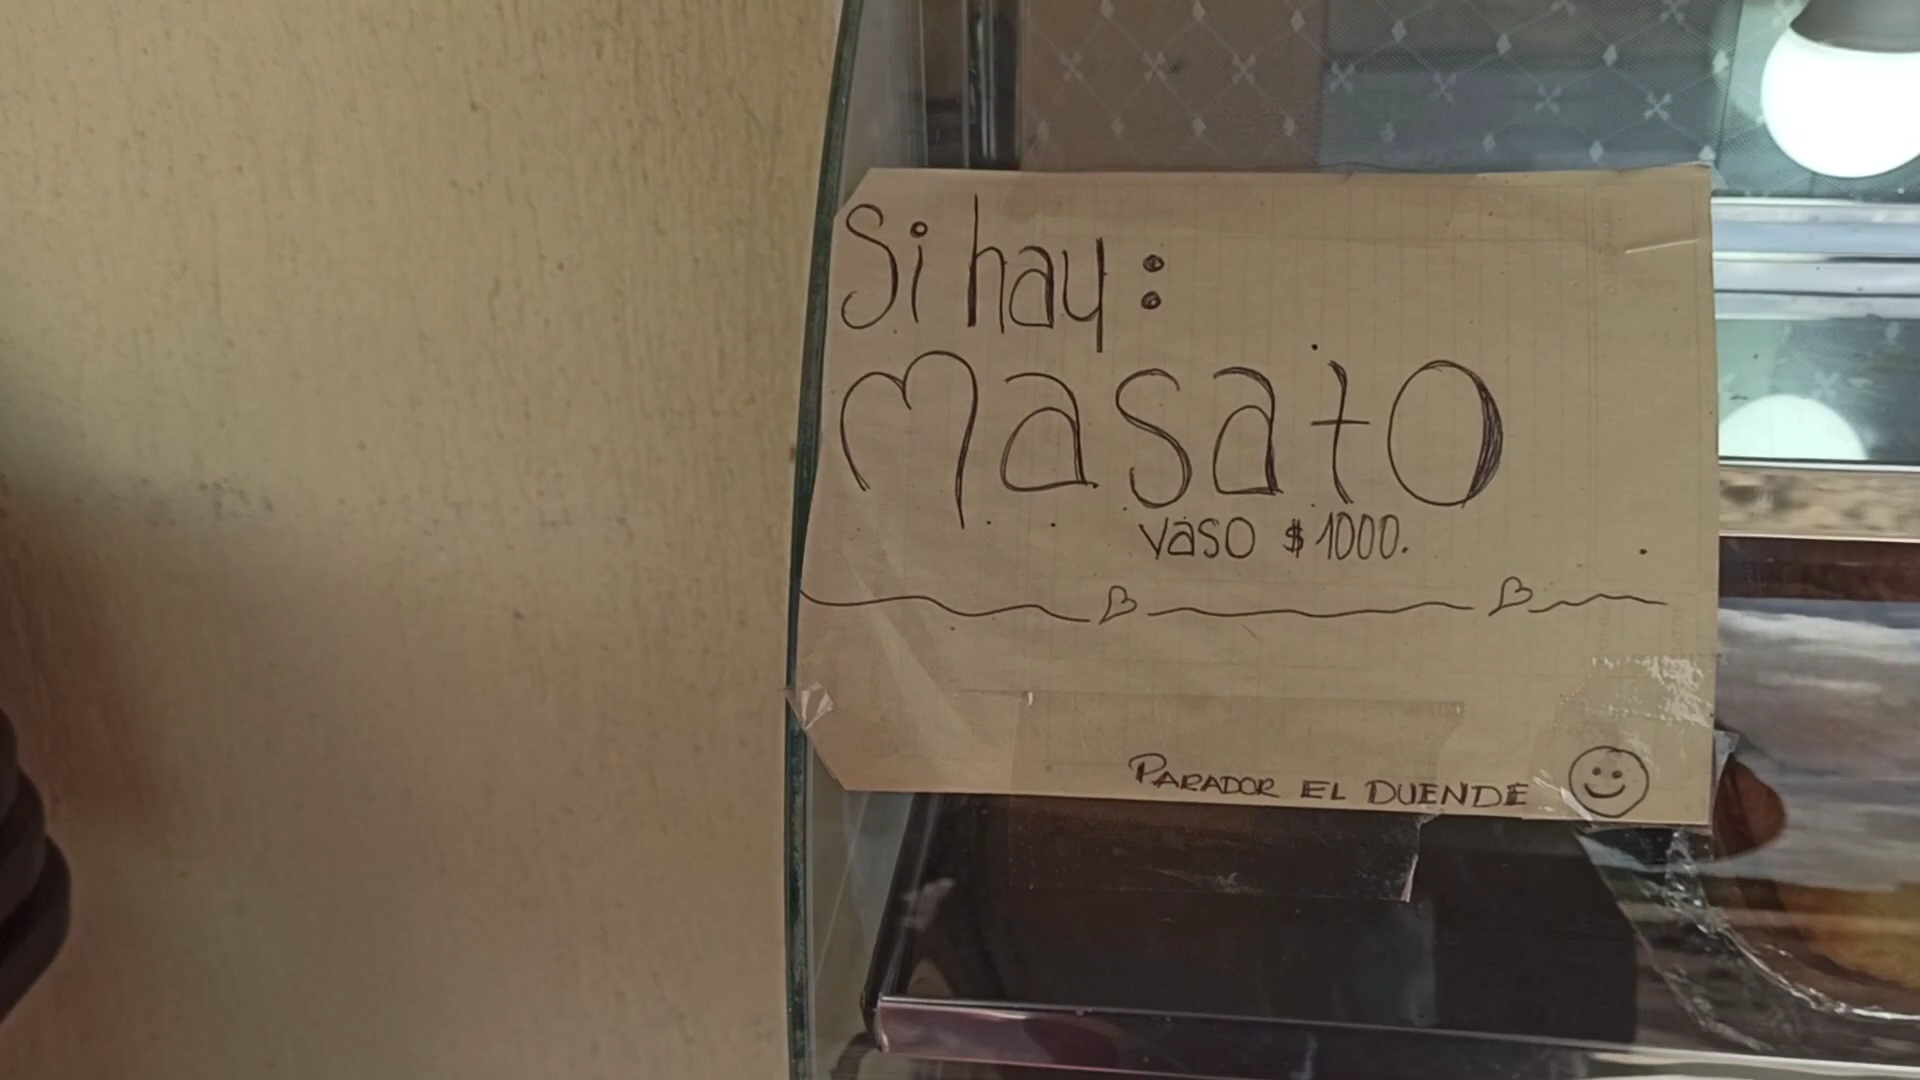 Si hay:
Masato
vaso $1000.
PARADOR EL DUENDE